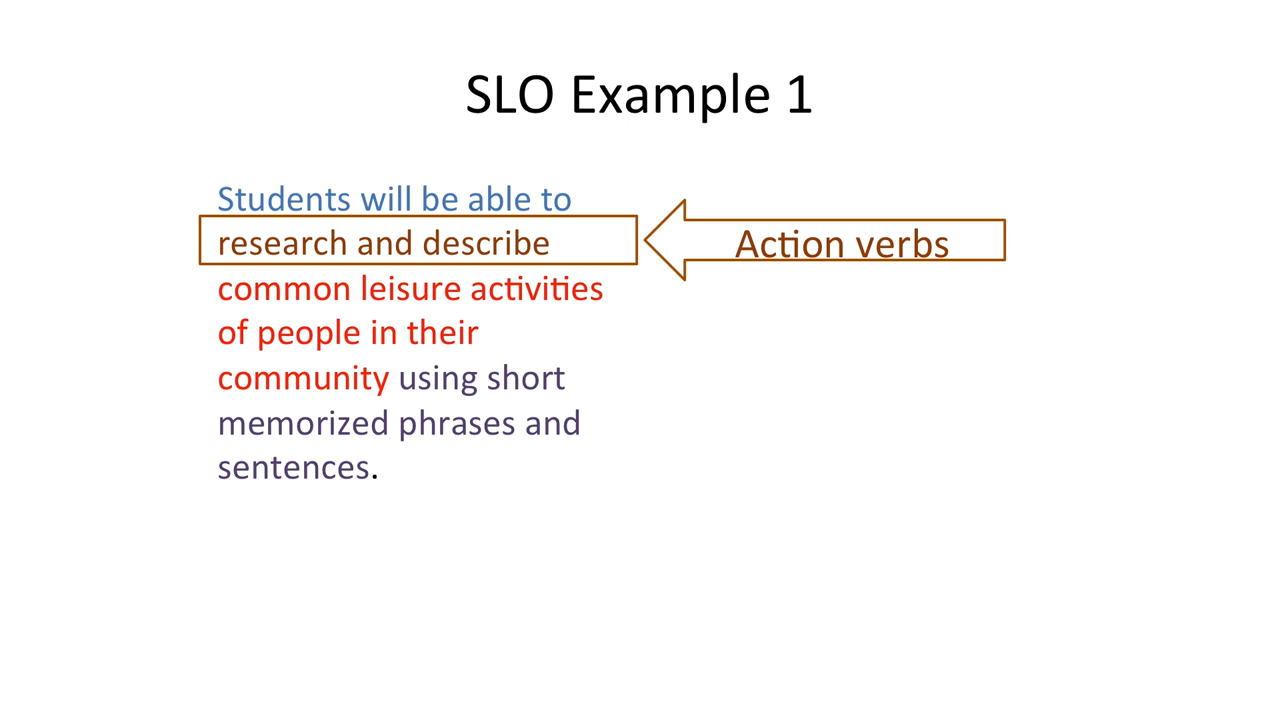 SLO Example 1
Students will be able to
research and describe
Action verbs
common leisure activities
of people in their
community using short
memorized phrases and
sentences.